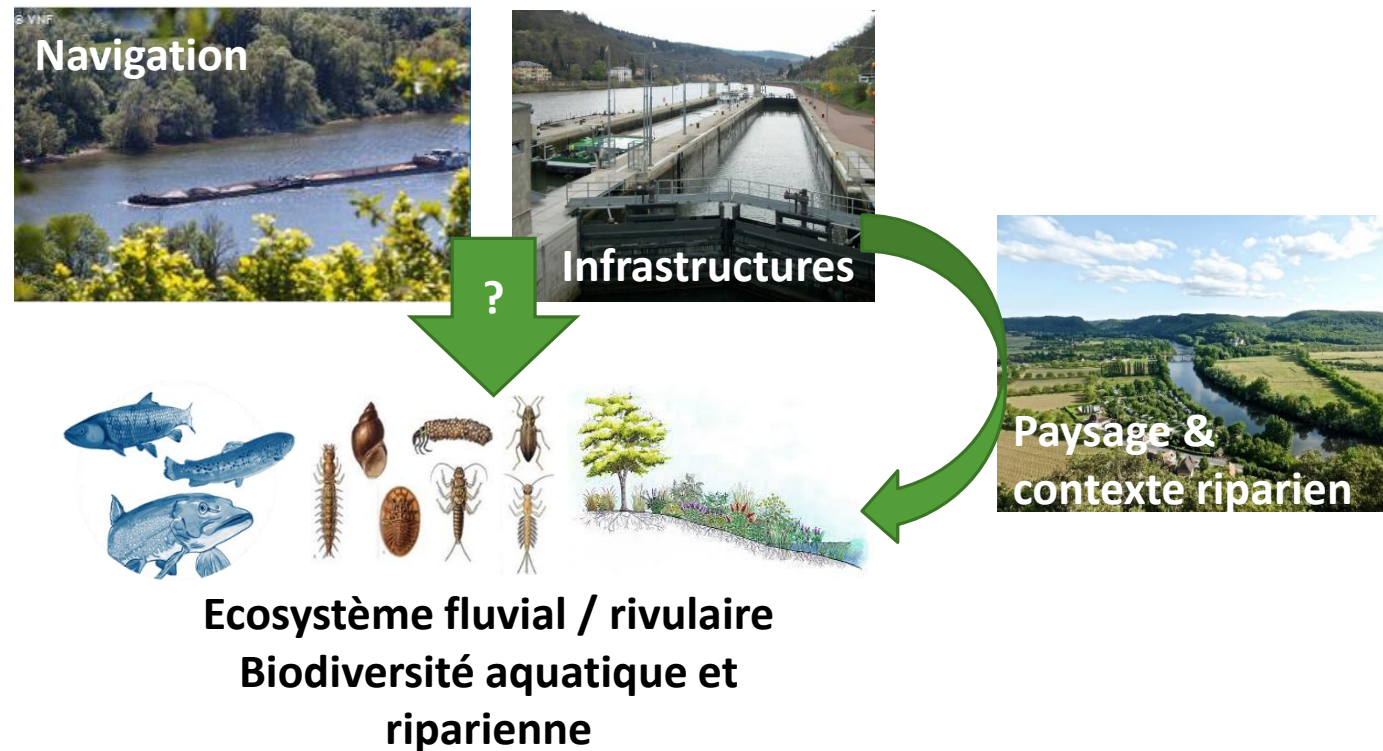 © VNF
Navigation
Infrastructures
?
Paysage &
contexte riparien
Ecosystème fluvial / rivulaire
Biodiversité aquatique et
riparienne